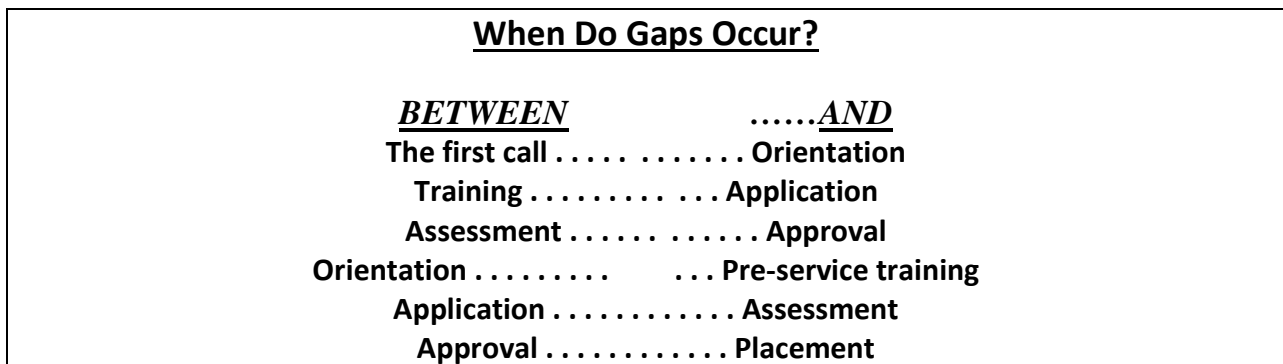 When Do Gaps Occur?
BETWEEN ......AND
The first call . . . . .  . . . . . . . Orientation
Training . . . . . . . . .  . . . Application
Assessment . . . . . .  . . . . . . Approval
Orientation . . . . . . . . .  . . . Pre-service training
Application . . . . . . . . . . . . Assessment
Approval . . . . . . . . . . . . Placement